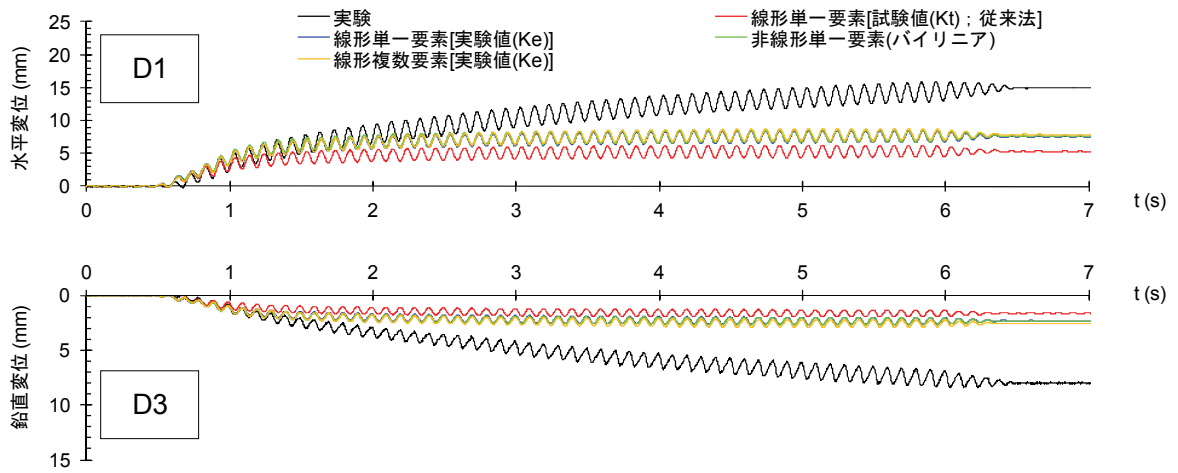 実験
線形単一要素[試験値(Kt) ; 従来法]
線形単一要素[実験値(Ke)]
非線形単一要素(バイリニア)
線形複数要素[実験値(Ke)]
D1
水平変位 (mm)
25
20
15
10
5
0
0 1 2 3 4 5 6 7
t (s)
0 1 2 3 4 5 6 7
t (s)
D3
鉛直変位 (mm)
0
5
10
15